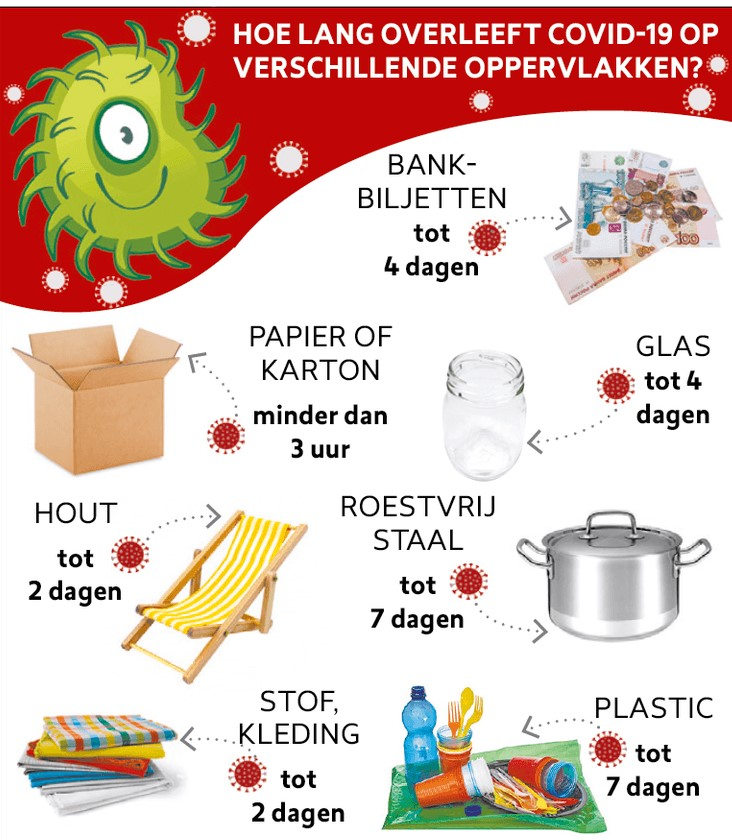 HOE LANG OVERLEEFT COVID-19 OP
VERSCHILLENDE OPPERVLAKKEN?
BANK-
BILJETTEN
tot
4 dagen
PAPIER OF
KARTON
minder dan
3 uur
GLAS
tot 4
dagen
HOUT
tot
2 dagen
ROESTVRIJ
STAAL
tot
7 dagen
STOF,
KLEDING
tot
2 dagen
PLASTIC
tot
7 dagen